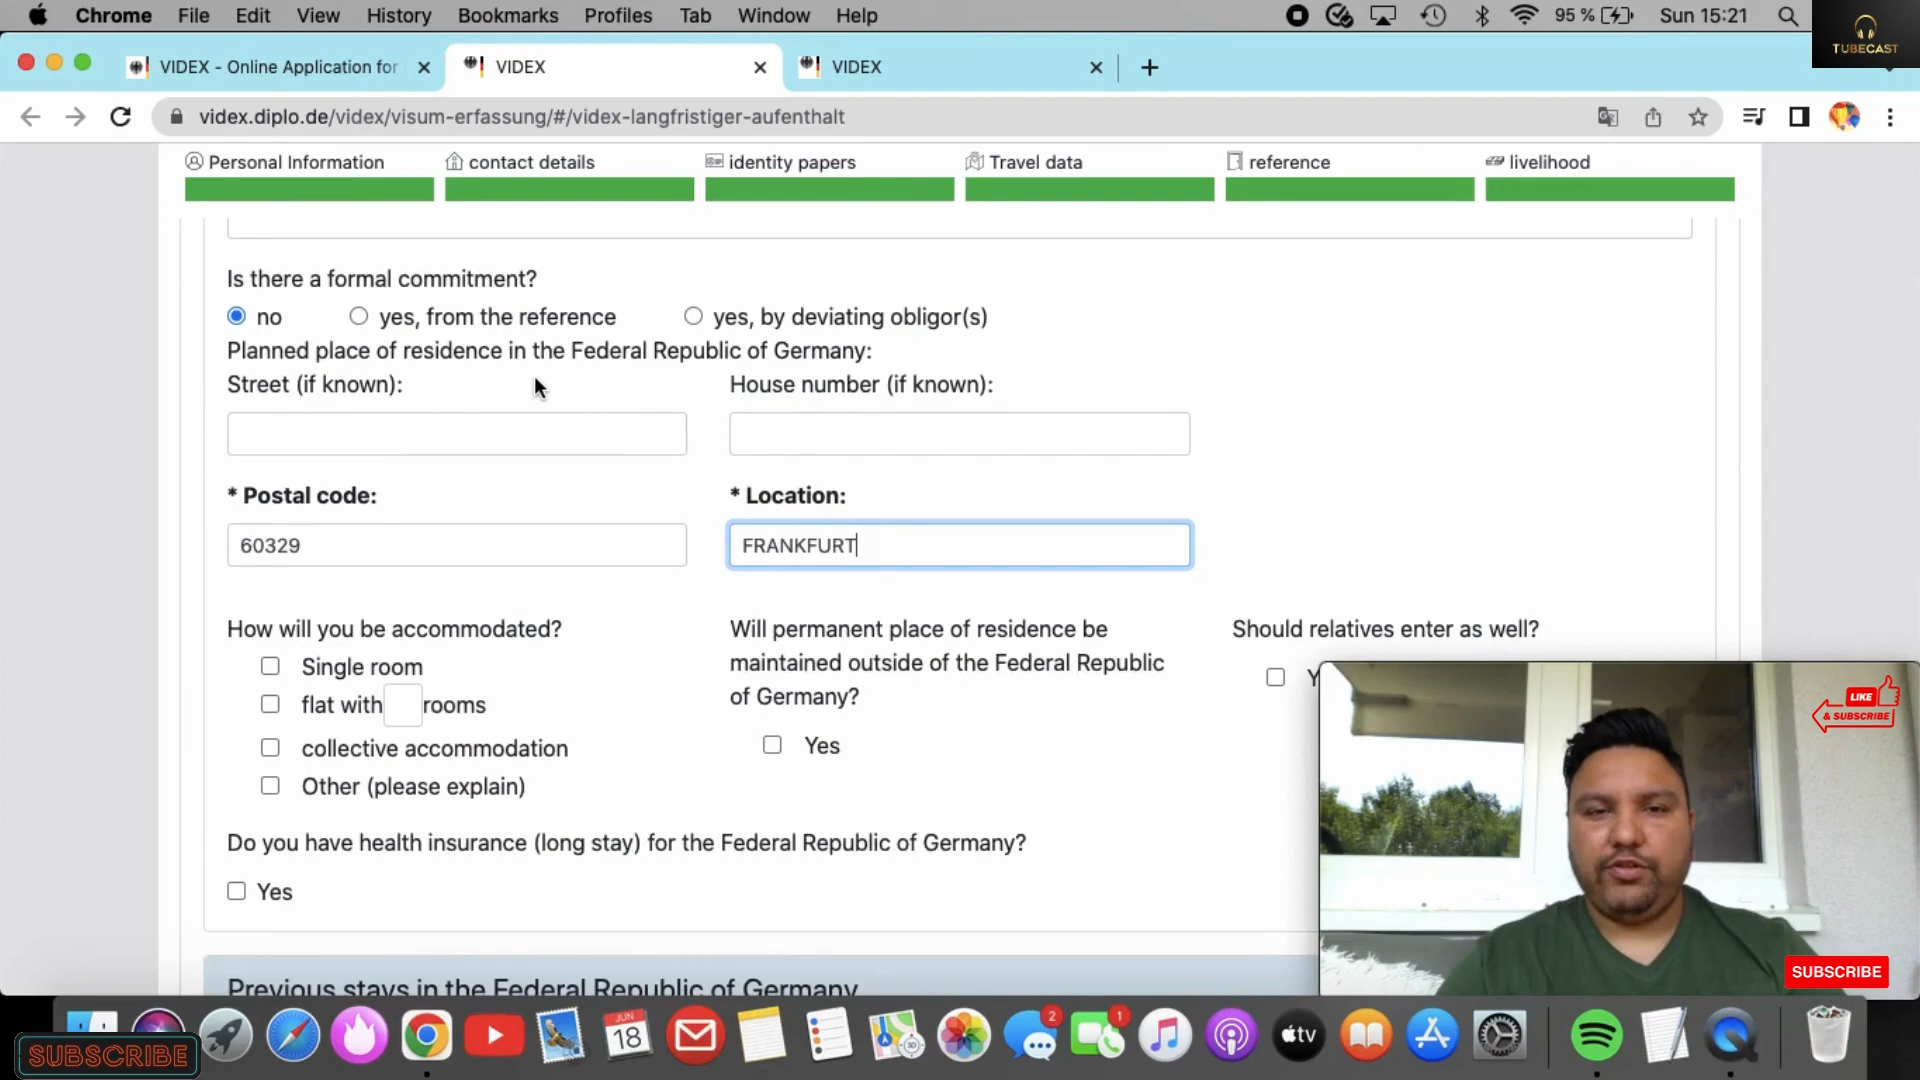 Chrome File Edit View History Bookmarks Profiles Tab Window Help 95 % Sun 15:21
TUBECAST
VIDEX - Online Application for
VIDEX
VIDEX
videx.diplo.de/videx/visum-erfassung/#/videx-langfristiger-aufenthalt
Personal Information contact details identity papers Travel data reference livelihood
Is there a formal commitment?
no yes, from the reference yes, by deviating obligor(s)
Planned place of residence in the Federal Republic of Germany:
Street (if known): House number (if known):
* Postal code: * Location:
60329 FRANKFURT
How will you be accommodated?
Single room
flat with rooms
collective accommodation
Other (please explain)
Will permanent place of residence be
maintained outside of the Federal Republic
of Germany?
Yes
Should relatives enter as well?
Y
Do you have health insurance (long stay) for the Federal Republic of Germany?
Yes
Previous stays in the Federal Republic of Germany
LIKE
& SUBSCRIBE
SUBSCRIBE
SUBSCRIBE
JUN
18
2
1
tv